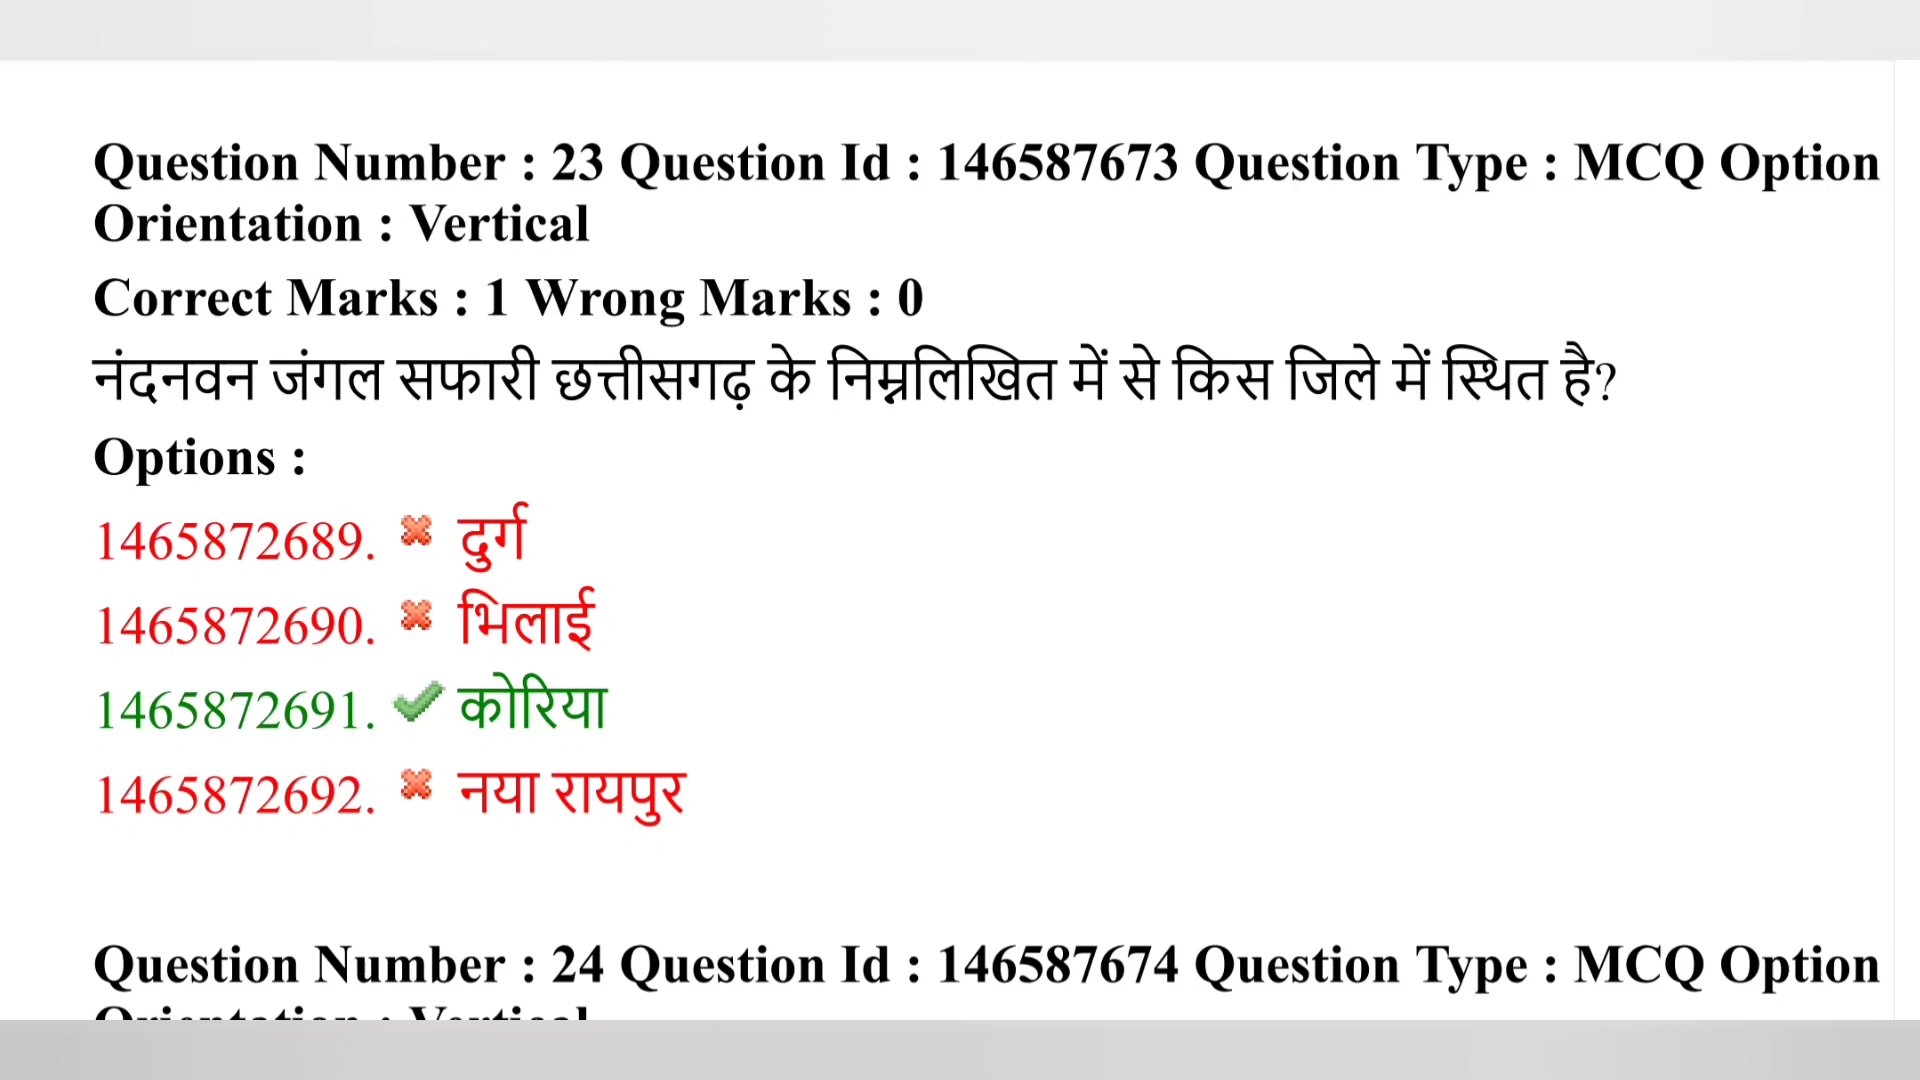 Question Number : 23 Question Id : 146587673 Question Type : MCQ Option
Orientation : Vertical
Correct Marks : 1 Wrong Marks : 0
नंदनवन जंगल सफारी छत्तीसगढ़ के निम्नलिखित में से किस जिले में स्थित है?
Options :
1465872689. दुर्ग
1465872690. भिलाई
1465872691. कोरिया
1465872692. नया रायपुर
Question Number : 24 Question Id : 146587674 Question Type : MCQ Option
Orientation : Vertical